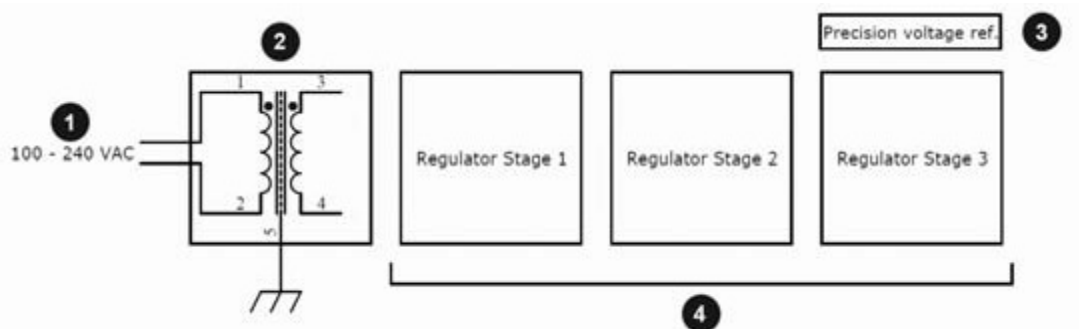 2
3
Precision voltage ref.
1
100 - 240 VAC
1
3
2
4
5
Regulator Stage 1
Regulator Stage 2
Regulator Stage 3
4